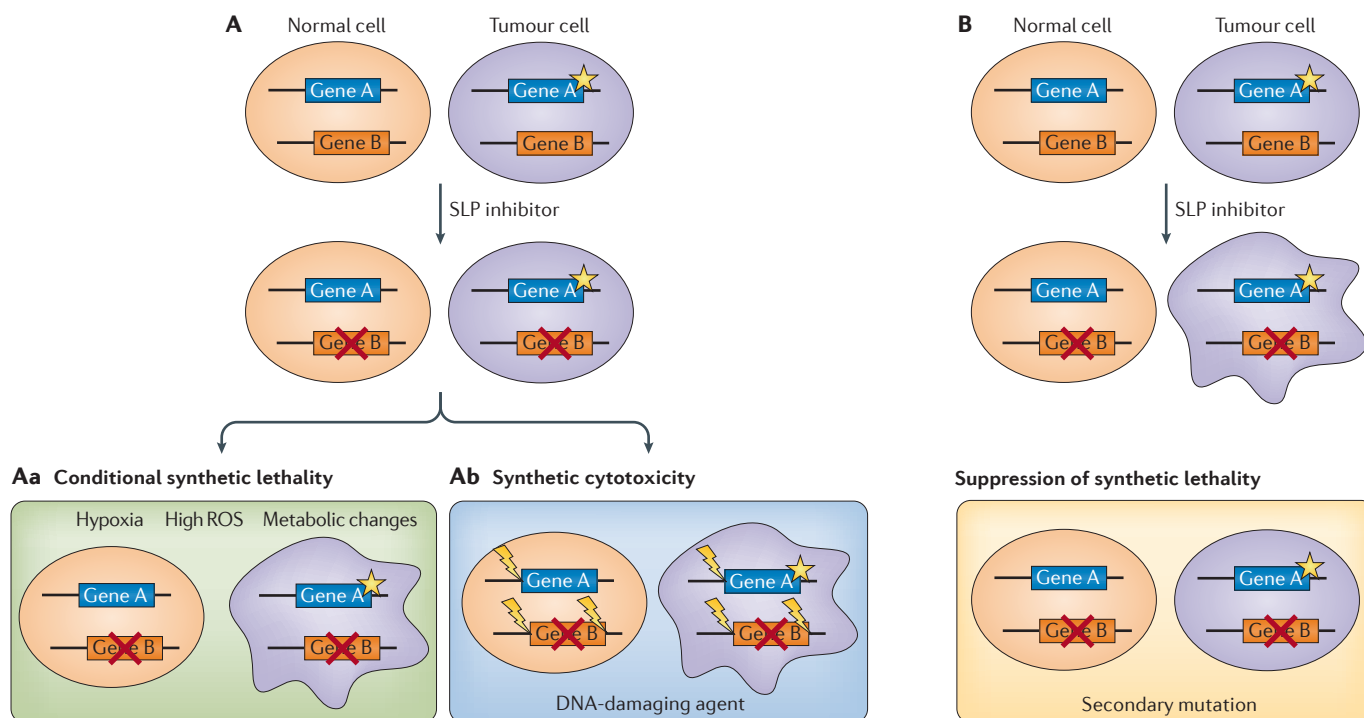 A
Normal cell
Tumour cell
Gene A
Gene A
Gene B
Gene B
SLP inhibitor
Gene A
Gene A
Gene B
Gene B
Aa Conditional synthetic lethality
Hypoxia High ROS Metabolic changes
Gene A
Gene A
Gene B
Gene B
Ab Synthetic cytotoxicity
Gene A
Gene A
Gene B
Gene B
DNA-damaging agent
B
Normal cell
Tumour cell
Gene A
Gene A
Gene B
Gene B
SLP inhibitor
Gene A
Gene A
Gene B
Gene B
Suppression of synthetic lethality
Gene A
Gene A
Gene B
Gene B
Secondary mutation